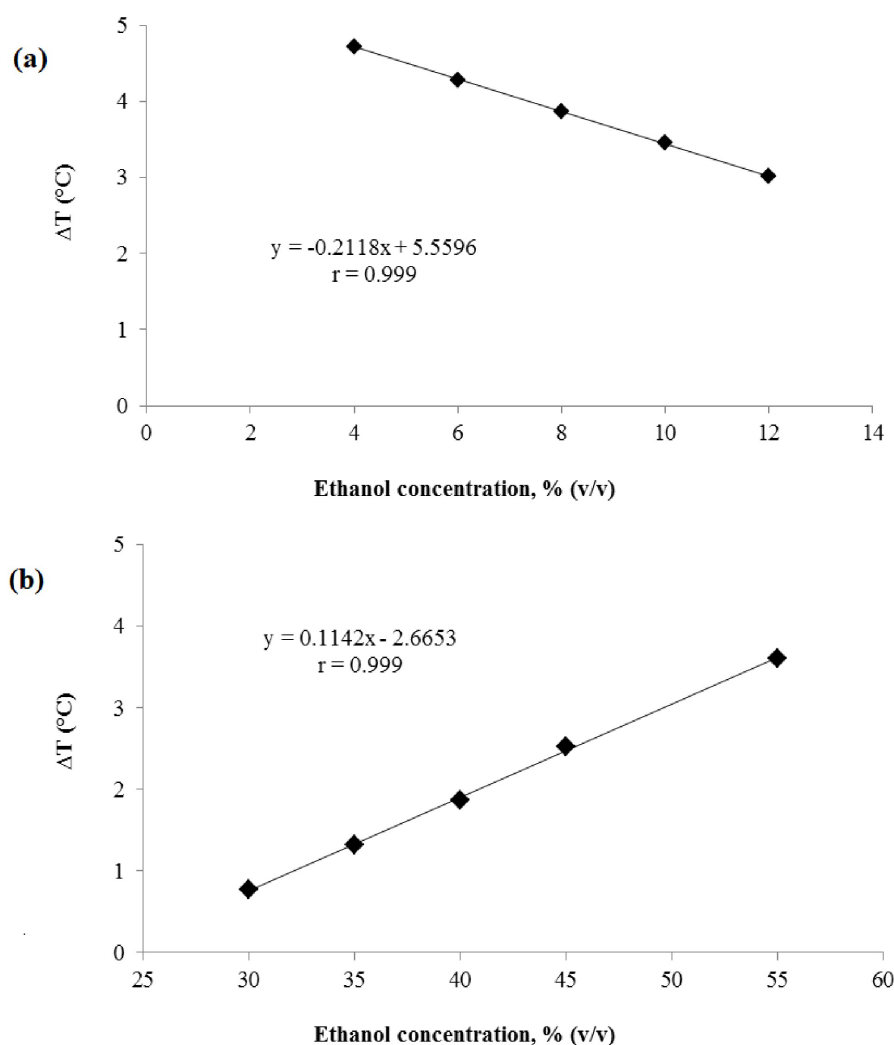 (a)
5
4
3
2
1
0
ΔT (°C)
y = -0.2118x + 5.5596
r = 0.999
0 2 4 6 8 10 12 14
Ethanol concentration, % (v/v)
(b)
5
4
3
2
1
0
ΔT (°C)
y = 0.1142x - 2.6653
r = 0.999
25 30 35 40 45 50 55 60
Ethanol concentration, % (v/v)